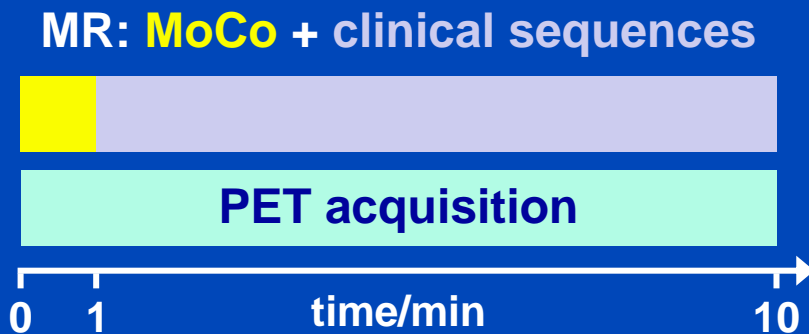 MR: MoCo + clinical sequences
PET acquisition
0 1 time/min 10